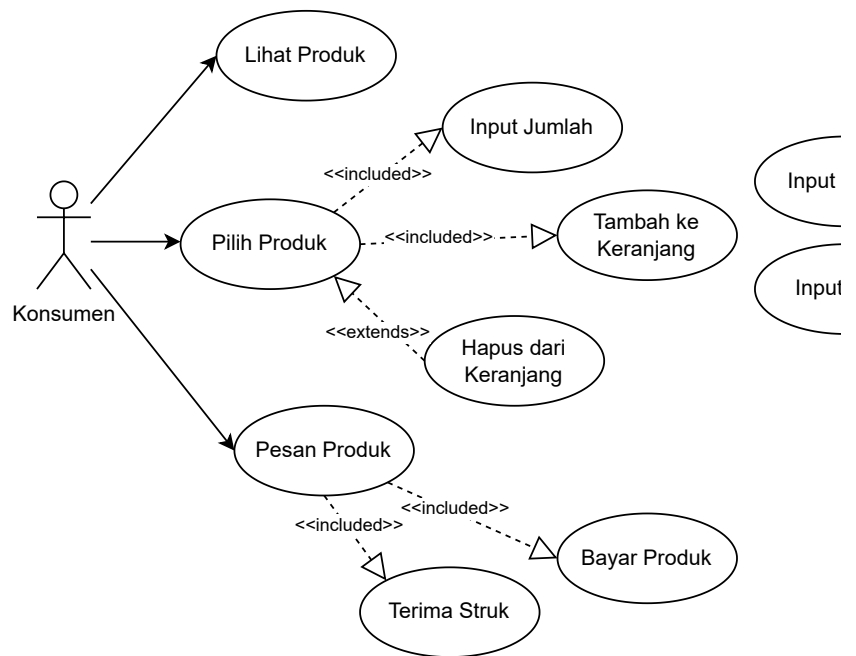 Lihat Produk
Input Jumlah
<<included>>
Input
Pilih Produk
<<included>>
Tambah ke
Keranjang
Konsumen
Input
<<extends>>
Hapus dari
Keranjang
Pesan Produk
<<included>>
<<included>>
Bayar Produk
Terima Struk